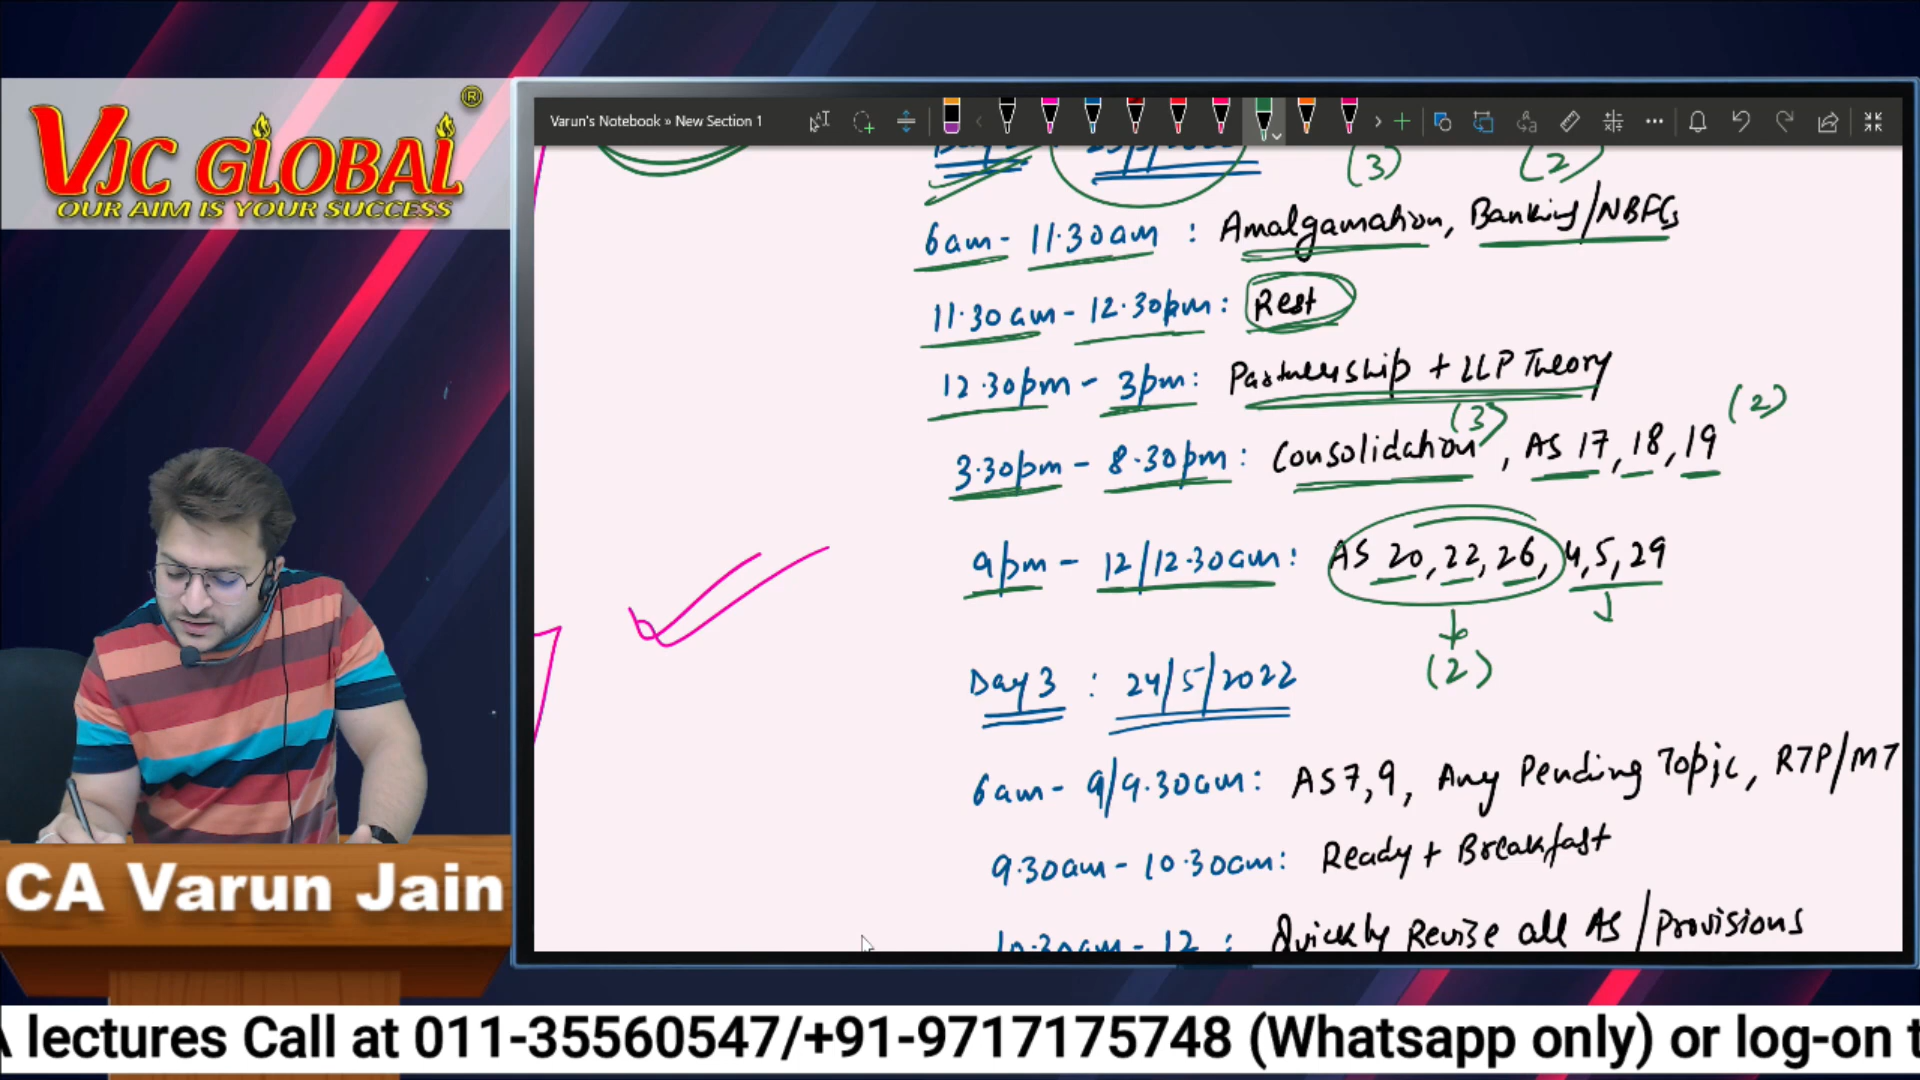 VJC GLOBAL ®
OUR AIM IS YOUR SUCCESS
Varun's Notebook » New Section 1
(3) (2)
6am - 11.30am : Amalgamation, Banking/NBFCs
11.30am - 12.30pm : Rest
12.30pm - 3pm : Partnership + LLP Theory
(3) (2)
3.30pm - 8.30pm : Consolidation, AS 17, 18, 19
9pm - 12/12.30am : AS 20, 22, 26, 4, 5, 29
(2)
Day 3 : 24/5/2022
6am - 9/9.30am : AS 7, 9, Any Pending Topic, RTP/MT
9.30am - 10.30am : Ready + Breakfast
10.30am - 12 : Quickly Revise all AS/Provisions
CA Varun Jain
lectures Call at 011-35560547/+91-9717175748 (Whatsapp only) or log-on t